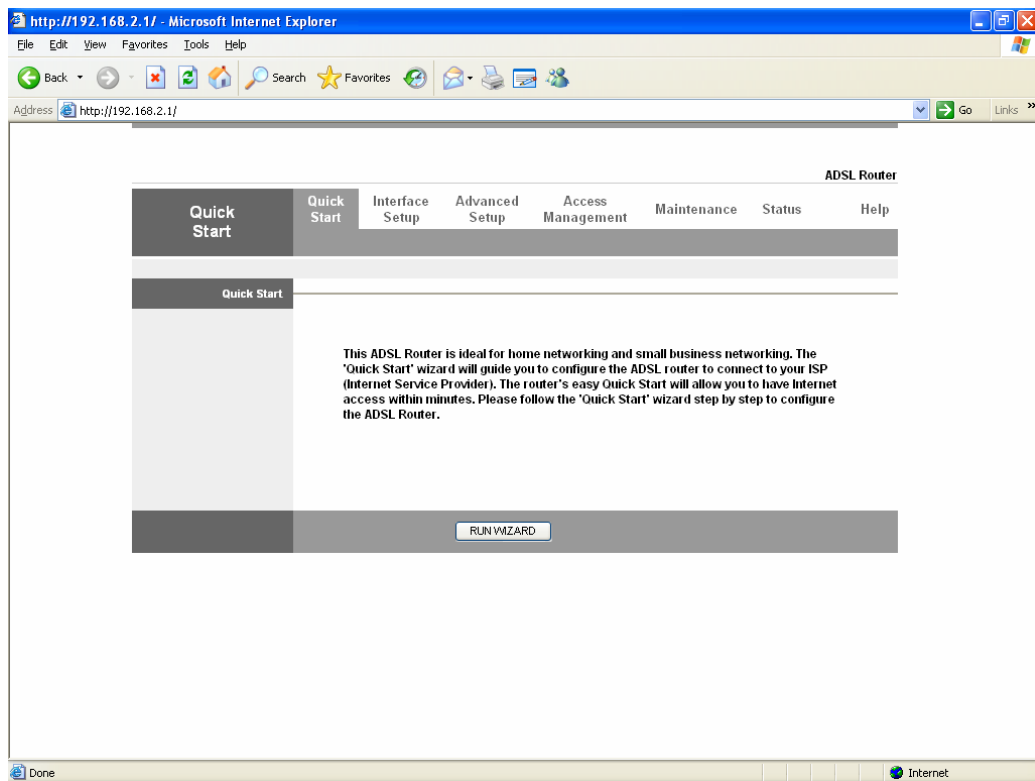 http://192.168.2.1/ - Microsoft Internet Explorer
File Edit View Favorites Tools Help
Back Search Favorites
Address http://192.168.2.1/ Go Links »
ADSL Router
Quick Start
Quick Start Interface Setup Advanced Setup Access Management Maintenance Status Help
Quick Start
This ADSL Router is ideal for home networking and small business networking. The
'Quick Start' wizard will guide you to configure the ADSL router to connect to your ISP
(Internet Service Provider). The router's easy Quick Start will allow you to have Internet
access within minutes. Please follow the 'Quick Start' wizard step by step to configure
the ADSL Router.
RUN WIZARD
Done Internet